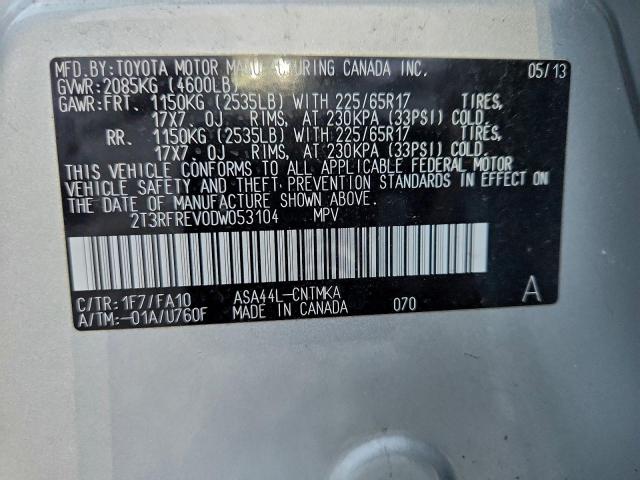 MFD.BY:TOYOTA MOTOR MANUFACTURING CANADA INC. 05/13
GVWR:2085KG (4600LB)
GAWR:FRT. 1150KG (2535LB) WITH 225/65R17 TIRES,
17X7.0J RIMS, AT 230KPA (33PSI) COLD.
RR. 1150KG (2535LB) WITH 225/65R17 TIRES,
17X7.0J RIMS, AT 230KPA (33PSI) COLD.
THIS VEHICLE CONFORMS TO ALL APPLICABLE FEDERAL MOTOR
VEHICLE SAFETY AND THEFT PREVENTION STANDARDS IN EFFECT ON
THE DATE OF MANUFACTURE SHOWN ABOVE.
2T3RFREV0DW053104 MPV
C/TR:1F7/FA10 ASA44L-CNTMKA A
A/TM:-01A/U760F MADE IN CANADA 070